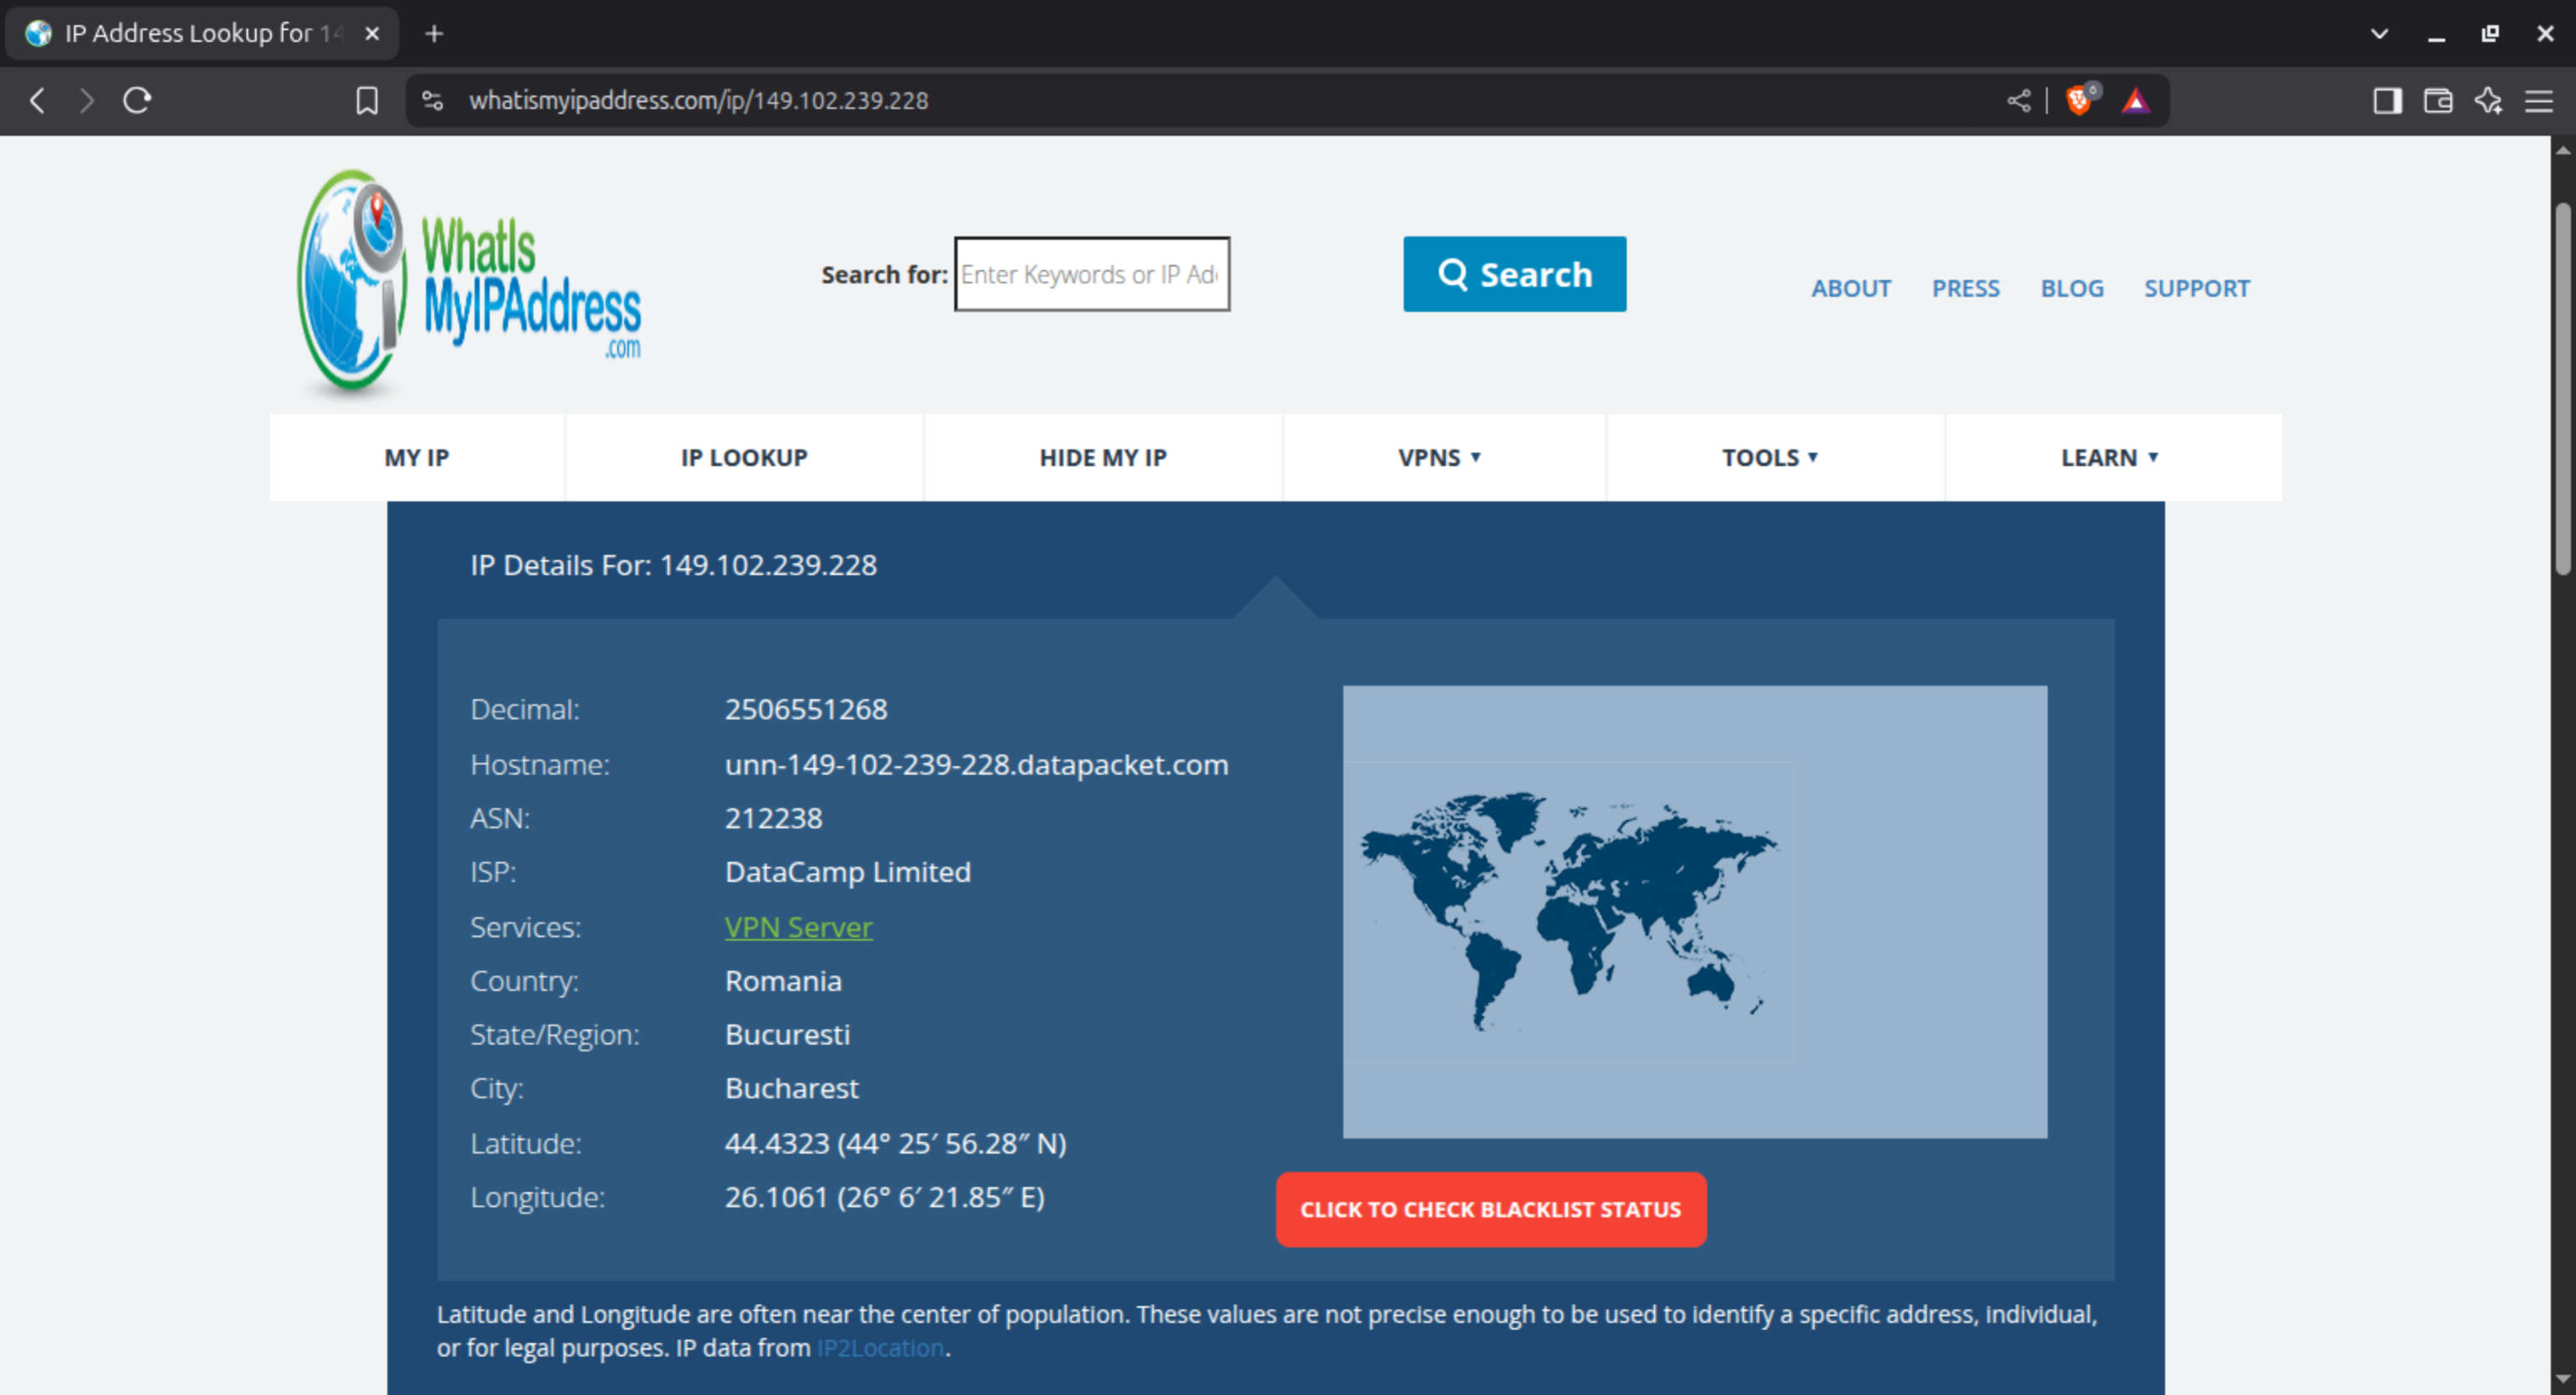 IP Address Lookup for 14
whatismyipaddress.com/ip/149.102.239.228
6
WhatIs
MyIPAddress
.com
Search for: Enter Keywords or IP Ad
Search
ABOUT PRESS BLOG SUPPORT
MY IP IP LOOKUP HIDE MY IP VPNS TOOLS LEARN
IP Details For: 149.102.239.228
Decimal: 2506551268
Hostname: unn-149-102-239-228.datapacket.com
ASN: 212238
ISP: DataCamp Limited
Services: VPN Server
Country: Romania
State/Region: Bucuresti
City: Bucharest
Latitude: 44.4323 (44° 25′ 56.28″ N)
Longitude: 26.1061 (26° 6′ 21.85″ E)
CLICK TO CHECK BLACKLIST STATUS
Latitude and Longitude are often near the center of population. These values are not precise enough to be used to identify a specific address, individual,
or for legal purposes. IP data from IP2Location.